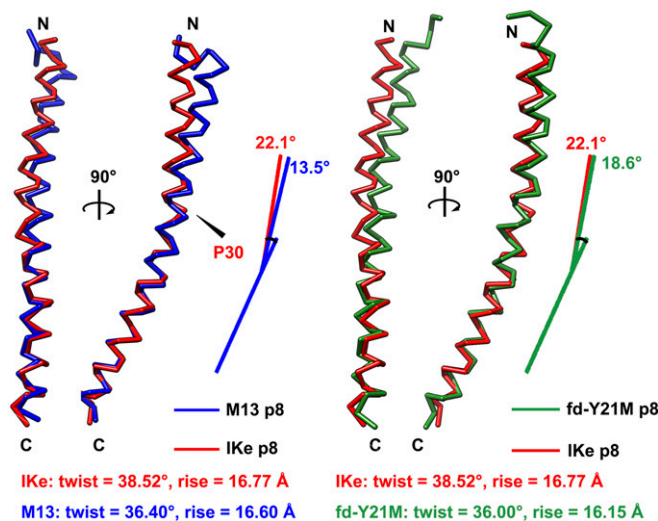 N
N
N
N
22.1°
13.5°
22.1°
18.6°
90°
90°
P30
M13 p8
fd-Y21M p8
IKe p8
IKe p8
C
C
C
C
IKe: twist = 38.52°, rise = 16.77 Å
IKe: twist = 38.52°, rise = 16.77 Å
M13: twist = 36.40°, rise = 16.60 Å
fd-Y21M: twist = 36.00°, rise = 16.15 Å